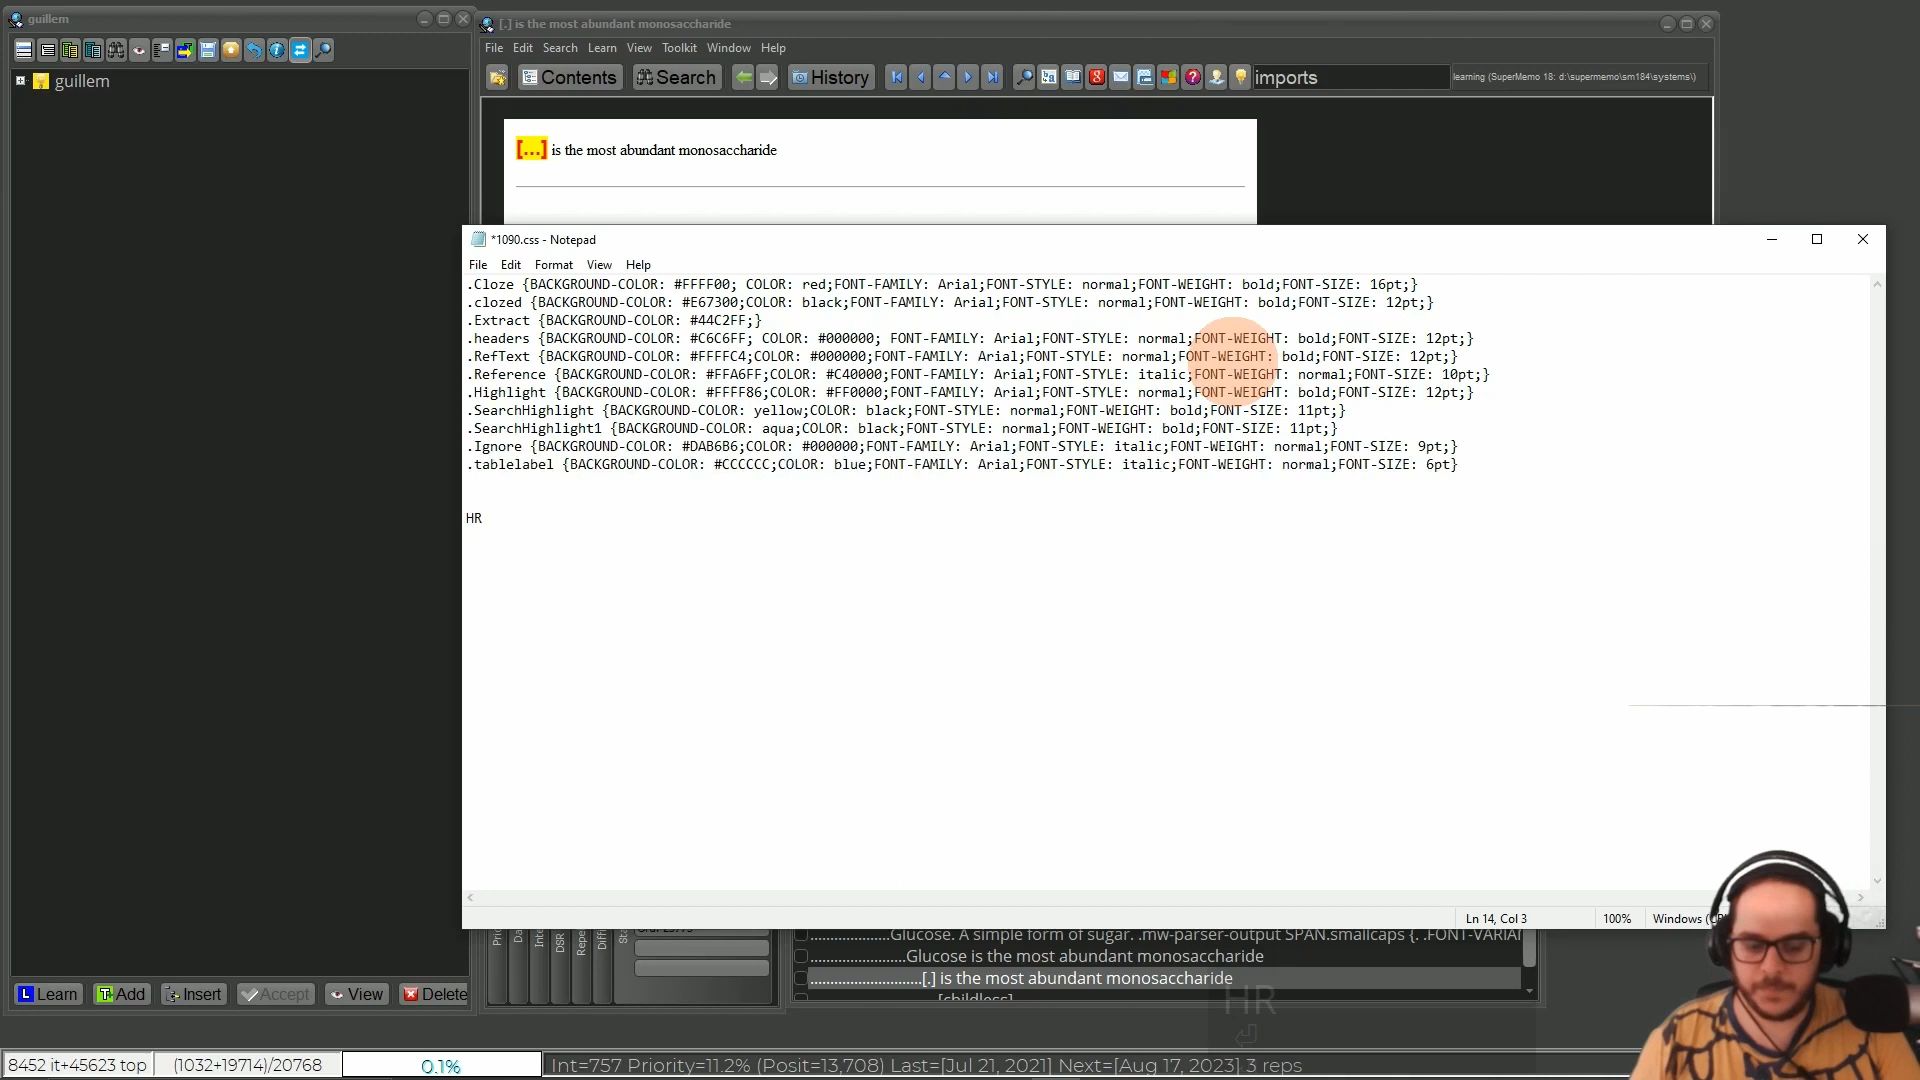 guillem
[.] is the most abundant monosaccharide
File Edit Search Learn View Toolkit Window Help
Contents Search History imports learning (SuperMemo 18: d:\supermemo\sm184\systems\)
guillem
[...] is the most abundant monosaccharide
*1090.css - Notepad
File Edit Format View Help
.Cloze {BACKGROUND-COLOR: #FFFF00; COLOR: red;FONT-FAMILY: Arial;FONT-STYLE: normal;FONT-WEIGHT: bold;FONT-SIZE: 16pt;}
.clozed {BACKGROUND-COLOR: #E67300;COLOR: black;FONT-FAMILY: Arial;FONT-STYLE: normal;FONT-WEIGHT: bold;FONT-SIZE: 12pt;}
.Extract {BACKGROUND-COLOR: #44C2FF;}
.headers {BACKGROUND-COLOR: #C6C6FF; COLOR: #000000; FONT-FAMILY: Arial;FONT-STYLE: normal;FONT-WEIGHT: bold;FONT-SIZE: 12pt;}
.RefText {BACKGROUND-COLOR: #FFFFC4;COLOR: #000000;FONT-FAMILY: Arial;FONT-STYLE: normal;FONT-WEIGHT: bold;FONT-SIZE: 12pt;}
.Reference {BACKGROUND-COLOR: #FFA6FF;COLOR: #C40000;FONT-FAMILY: Arial;FONT-STYLE: italic;FONT-WEIGHT: normal;FONT-SIZE: 10pt;}
.Highlight {BACKGROUND-COLOR: #FFFF86;COLOR: #FF0000;FONT-FAMILY: Arial;FONT-STYLE: normal;FONT-WEIGHT: bold;FONT-SIZE: 12pt;}
.SearchHighlight {BACKGROUND-COLOR: yellow;COLOR: black;FONT-STYLE: normal;FONT-WEIGHT: bold;FONT-SIZE: 11pt;}
.SearchHighlight1 {BACKGROUND-COLOR: aqua;COLOR: black;FONT-STYLE: normal;FONT-WEIGHT: bold;FONT-SIZE: 11pt;}
.Ignore {BACKGROUND-COLOR: #DAB6B6;COLOR: #000000;FONT-FAMILY: Arial;FONT-STYLE: italic;FONT-WEIGHT: normal;FONT-SIZE: 9pt;}
.tablelabel {BACKGROUND-COLOR: #CCCCCC;COLOR: blue;FONT-FAMILY: Arial;FONT-STYLE: italic;FONT-WEIGHT: normal;FONT-SIZE: 6pt}
HR
Ln 14, Col 3 100% Windows
DSR
Glucose. A simple form of sugar. .mw-parser-output SPAN.smallcaps {. .FONT-VARIA
Glucose is the most abundant monosaccharide
[.] is the most abundant monosaccharide
[childless]
HR
Learn Add Insert Accept View Delete
8452 it+45623 top (1032+19714)/20768 0.1% Int=757 Priority=11.2% (Posit=13,708) Last=[Jul 21, 2021] Next=[Aug 17, 2023] 3 reps